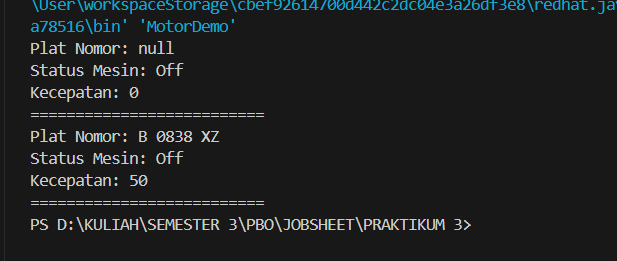 \User\workspaceStorage\cbef92614700d442c2dc04e3a26df3e8\redhat.jav
a78516\bin' 'MotorDemo'
Plat Nomor: null
Status Mesin: Off
Kecepatan: 0
==========================
Plat Nomor: B 0838 XZ
Status Mesin: Off
Kecepatan: 50
==========================
PS D:\KULIAH\SEMESTER 3\PBO\JOBSHEET\PRAKTIKUM 3>